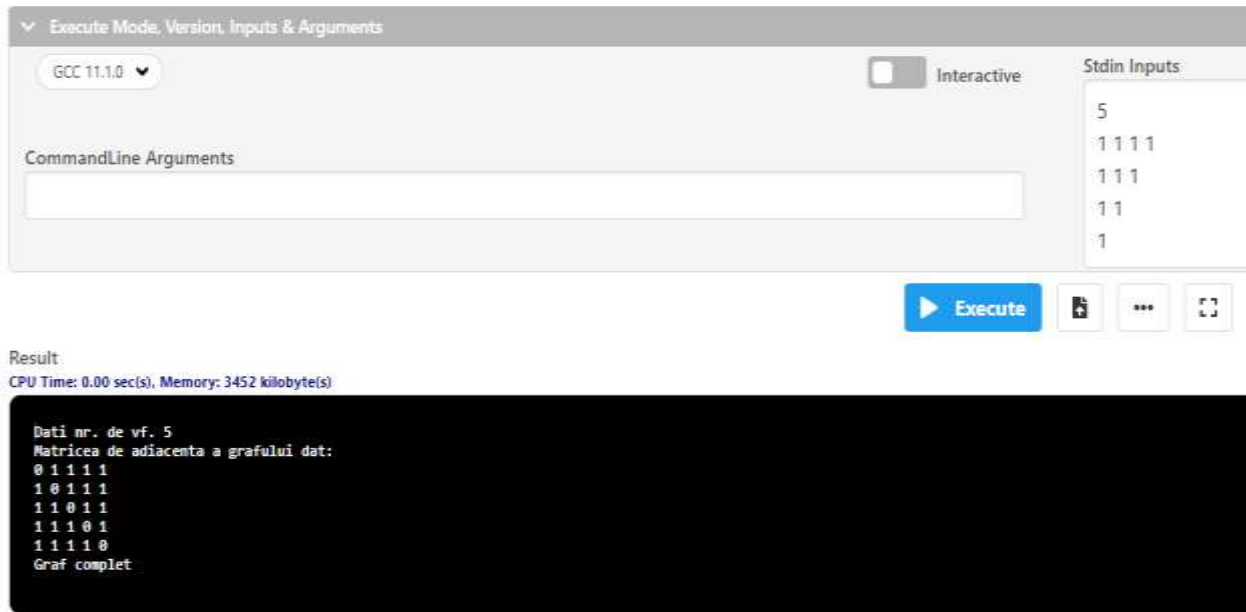 Execute Mode, Version, Inputs & Arguments
GCC 11.1.0
Interactive
Stdin Inputs
5
1 1 1 1
1 1 1
1 1
1
CommandLine Arguments
Execute
Result
CPU Time: 0.00 sec(s), Memory: 3452 kilobyte(s)
Dati nr. de vf. 5
Matricea de adiacenta a grafului dat:
0 1 1 1 1
1 0 1 1 1
1 1 0 1 1
1 1 1 0 1
1 1 1 1 0
Graf complet